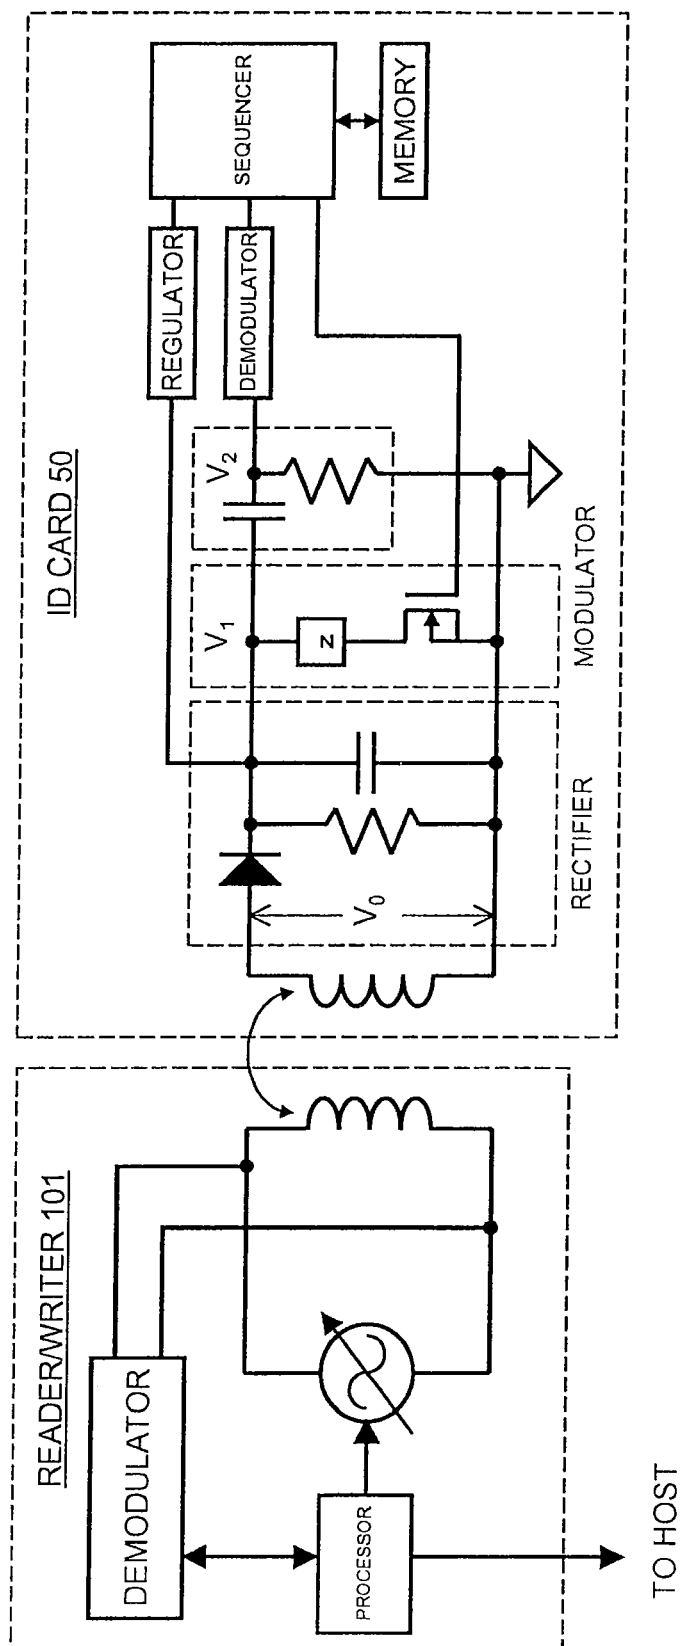 READER/WRITER 101
DEMODULATOR
PROCESSOR
TO HOST
ID CARD 50
V0
RECTIFIER
V1
Z
MODULATOR
V2
REGULATOR
DEMODULATOR
SEQUENCER
MEMORY